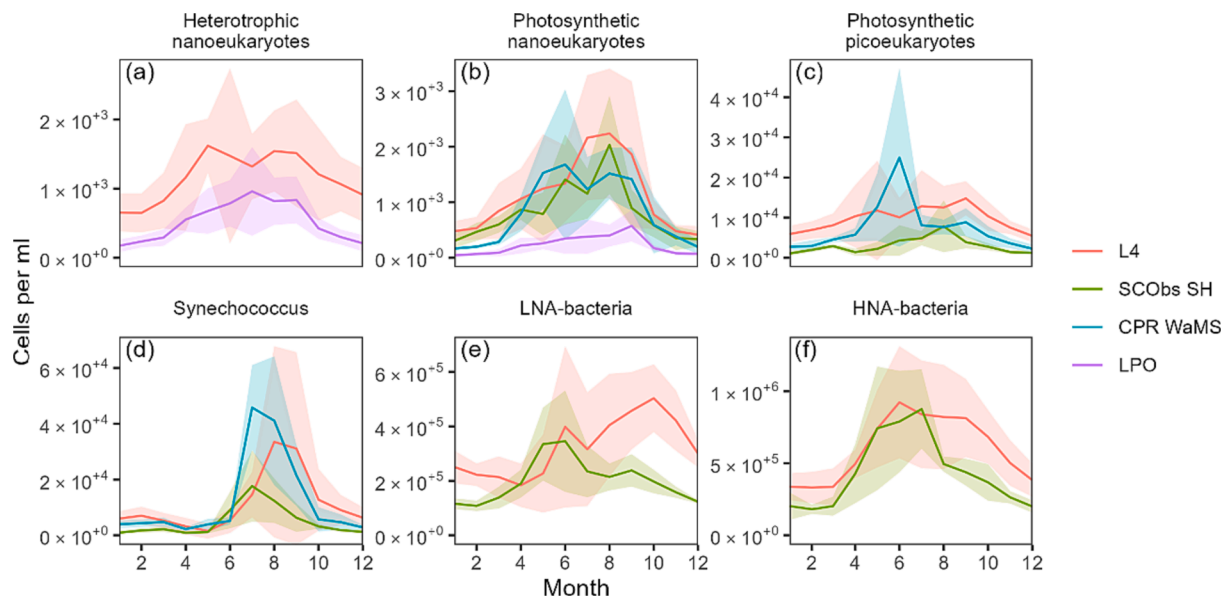 Heterotrophic
nanoeukaryotes
Photosynthetic
nanoeukaryotes
Photosynthetic
picoeukaryotes
(a)
2 × 10⁺³
1 × 10⁺³
0 × 10⁺⁰
(b)
3 × 10⁺³
2 × 10⁺³
1 × 10⁺³
0 × 10⁺⁰
(c)
4 × 10⁺⁴
3 × 10⁺⁴
2 × 10⁺⁴
1 × 10⁺⁴
0 × 10⁺⁰
Cells per ml
Synechococcus
LNA-bacteria
HNA-bacteria
(d)
6 × 10⁺⁴
4 × 10⁺⁴
2 × 10⁺⁴
0 × 10⁺⁰
2 4 6 8 10 12
(e)
6 × 10⁺⁵
4 × 10⁺⁵
2 × 10⁺⁵
0 × 10⁺⁰
2 4 6 8 10 12
(f)
1 × 10⁺⁶
5 × 10⁺⁵
0 × 10⁺⁰
2 4 6 8 10 12
Month
L4
SCObs SH
CPR WaMS
LPO